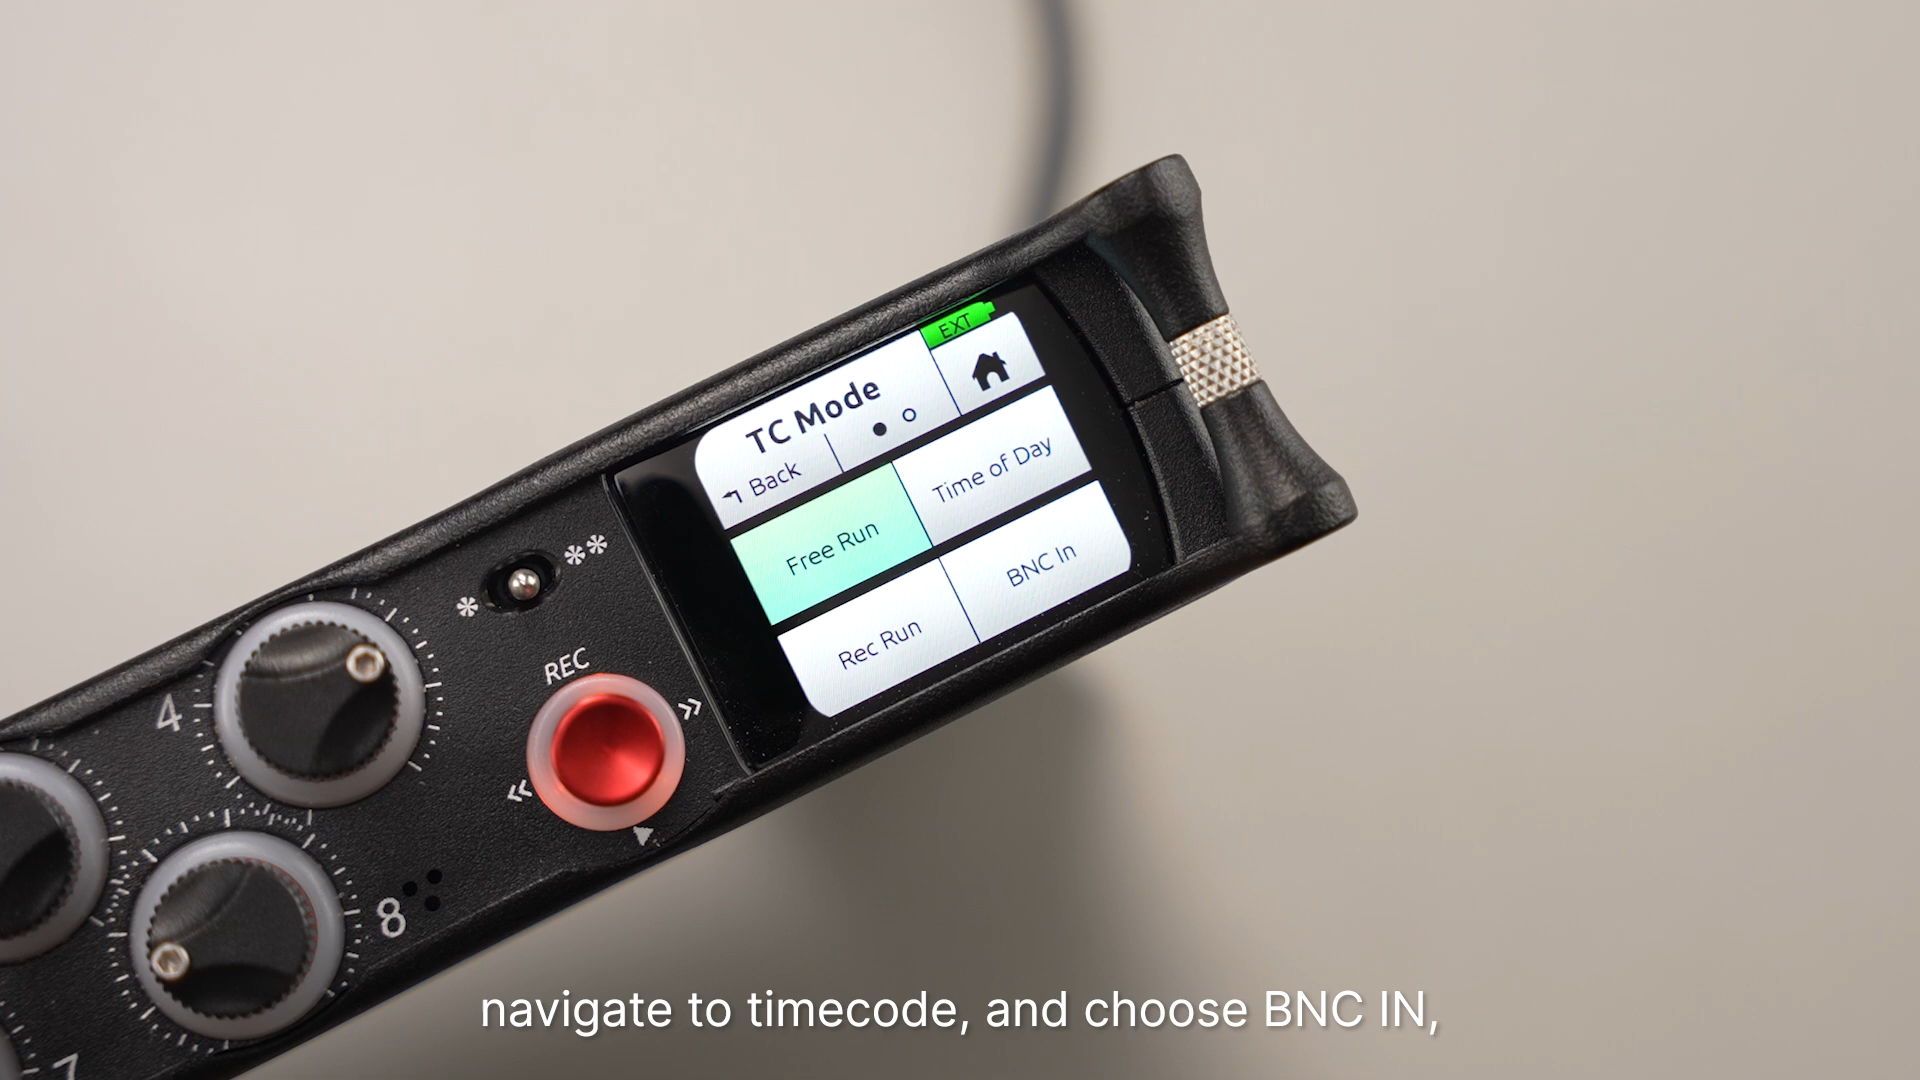 EXT
TC Mode
Back
Free Run
Time of Day
Rec Run
BNC In
**
*
REC
4
8
7
navigate to timecode, and choose BNC IN,